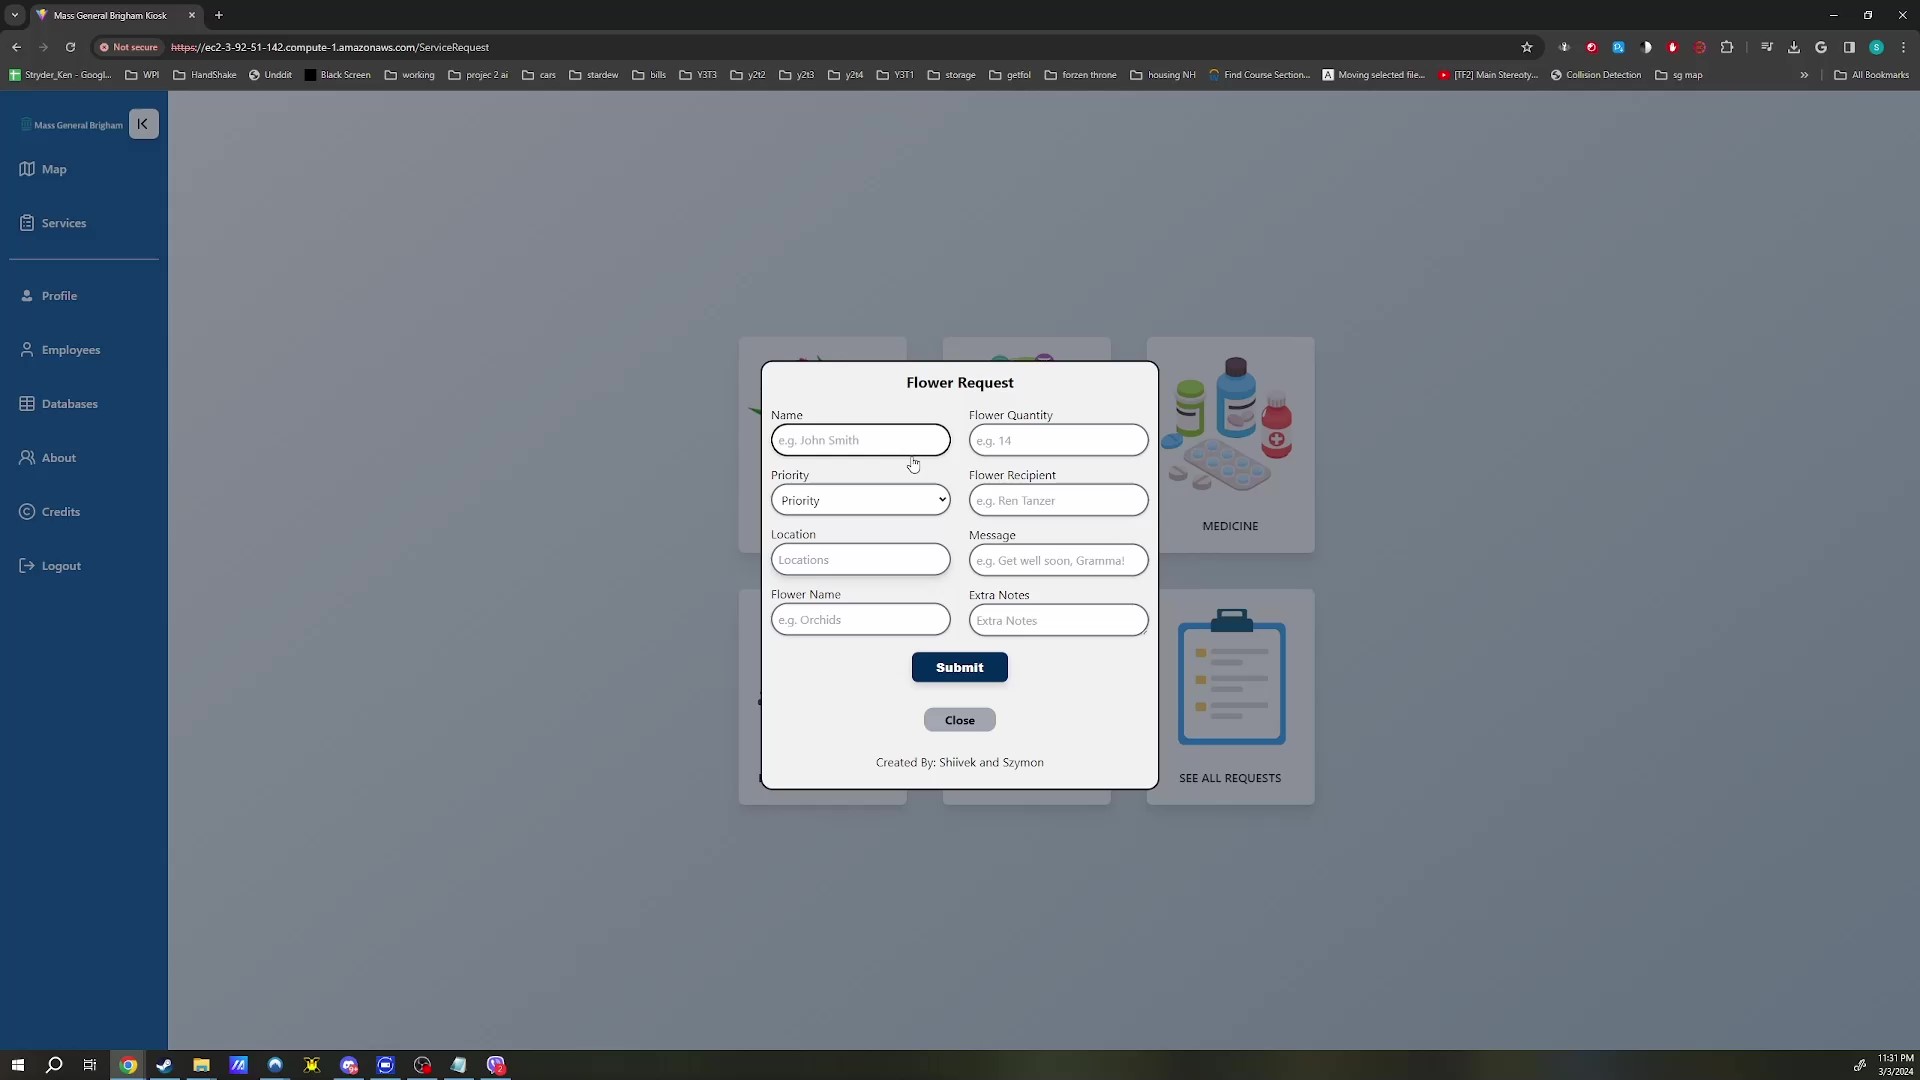 Mass General Brigham Kiosk
Not secure https://ec2-3-92-51-142.compute-1.amazonaws.com/ServiceRequest
Stryder_Ken - Googl... WPI HandShake Unddit Black Screen working projec 2 ai cars stardew bills Y3T3 y2t2 y2t3 y2t4 Y3T1 storage getfol forzen throne housing NH Find Course Section... Moving selected file... [TF2] Main Stereoty... Collision Detection sg map » All Bookmarks
Mass General Brigham
Map
Services
Profile
Employees
Databases
About
Credits
Logout
Flower Request
Name
e.g. John Smith
Flower Quantity
e.g. 14
Priority
Priority
Flower Recipient
e.g. Ren Tanzer
Location
Locations
Message
e.g. Get well soon, Gramma!
Flower Name
e.g. Orchids
Extra Notes
Extra Notes
Submit
Close
Created By: Shiivek and Szymon
MEDICINE
SEE ALL REQUESTS
11:31 PM
3/3/2024